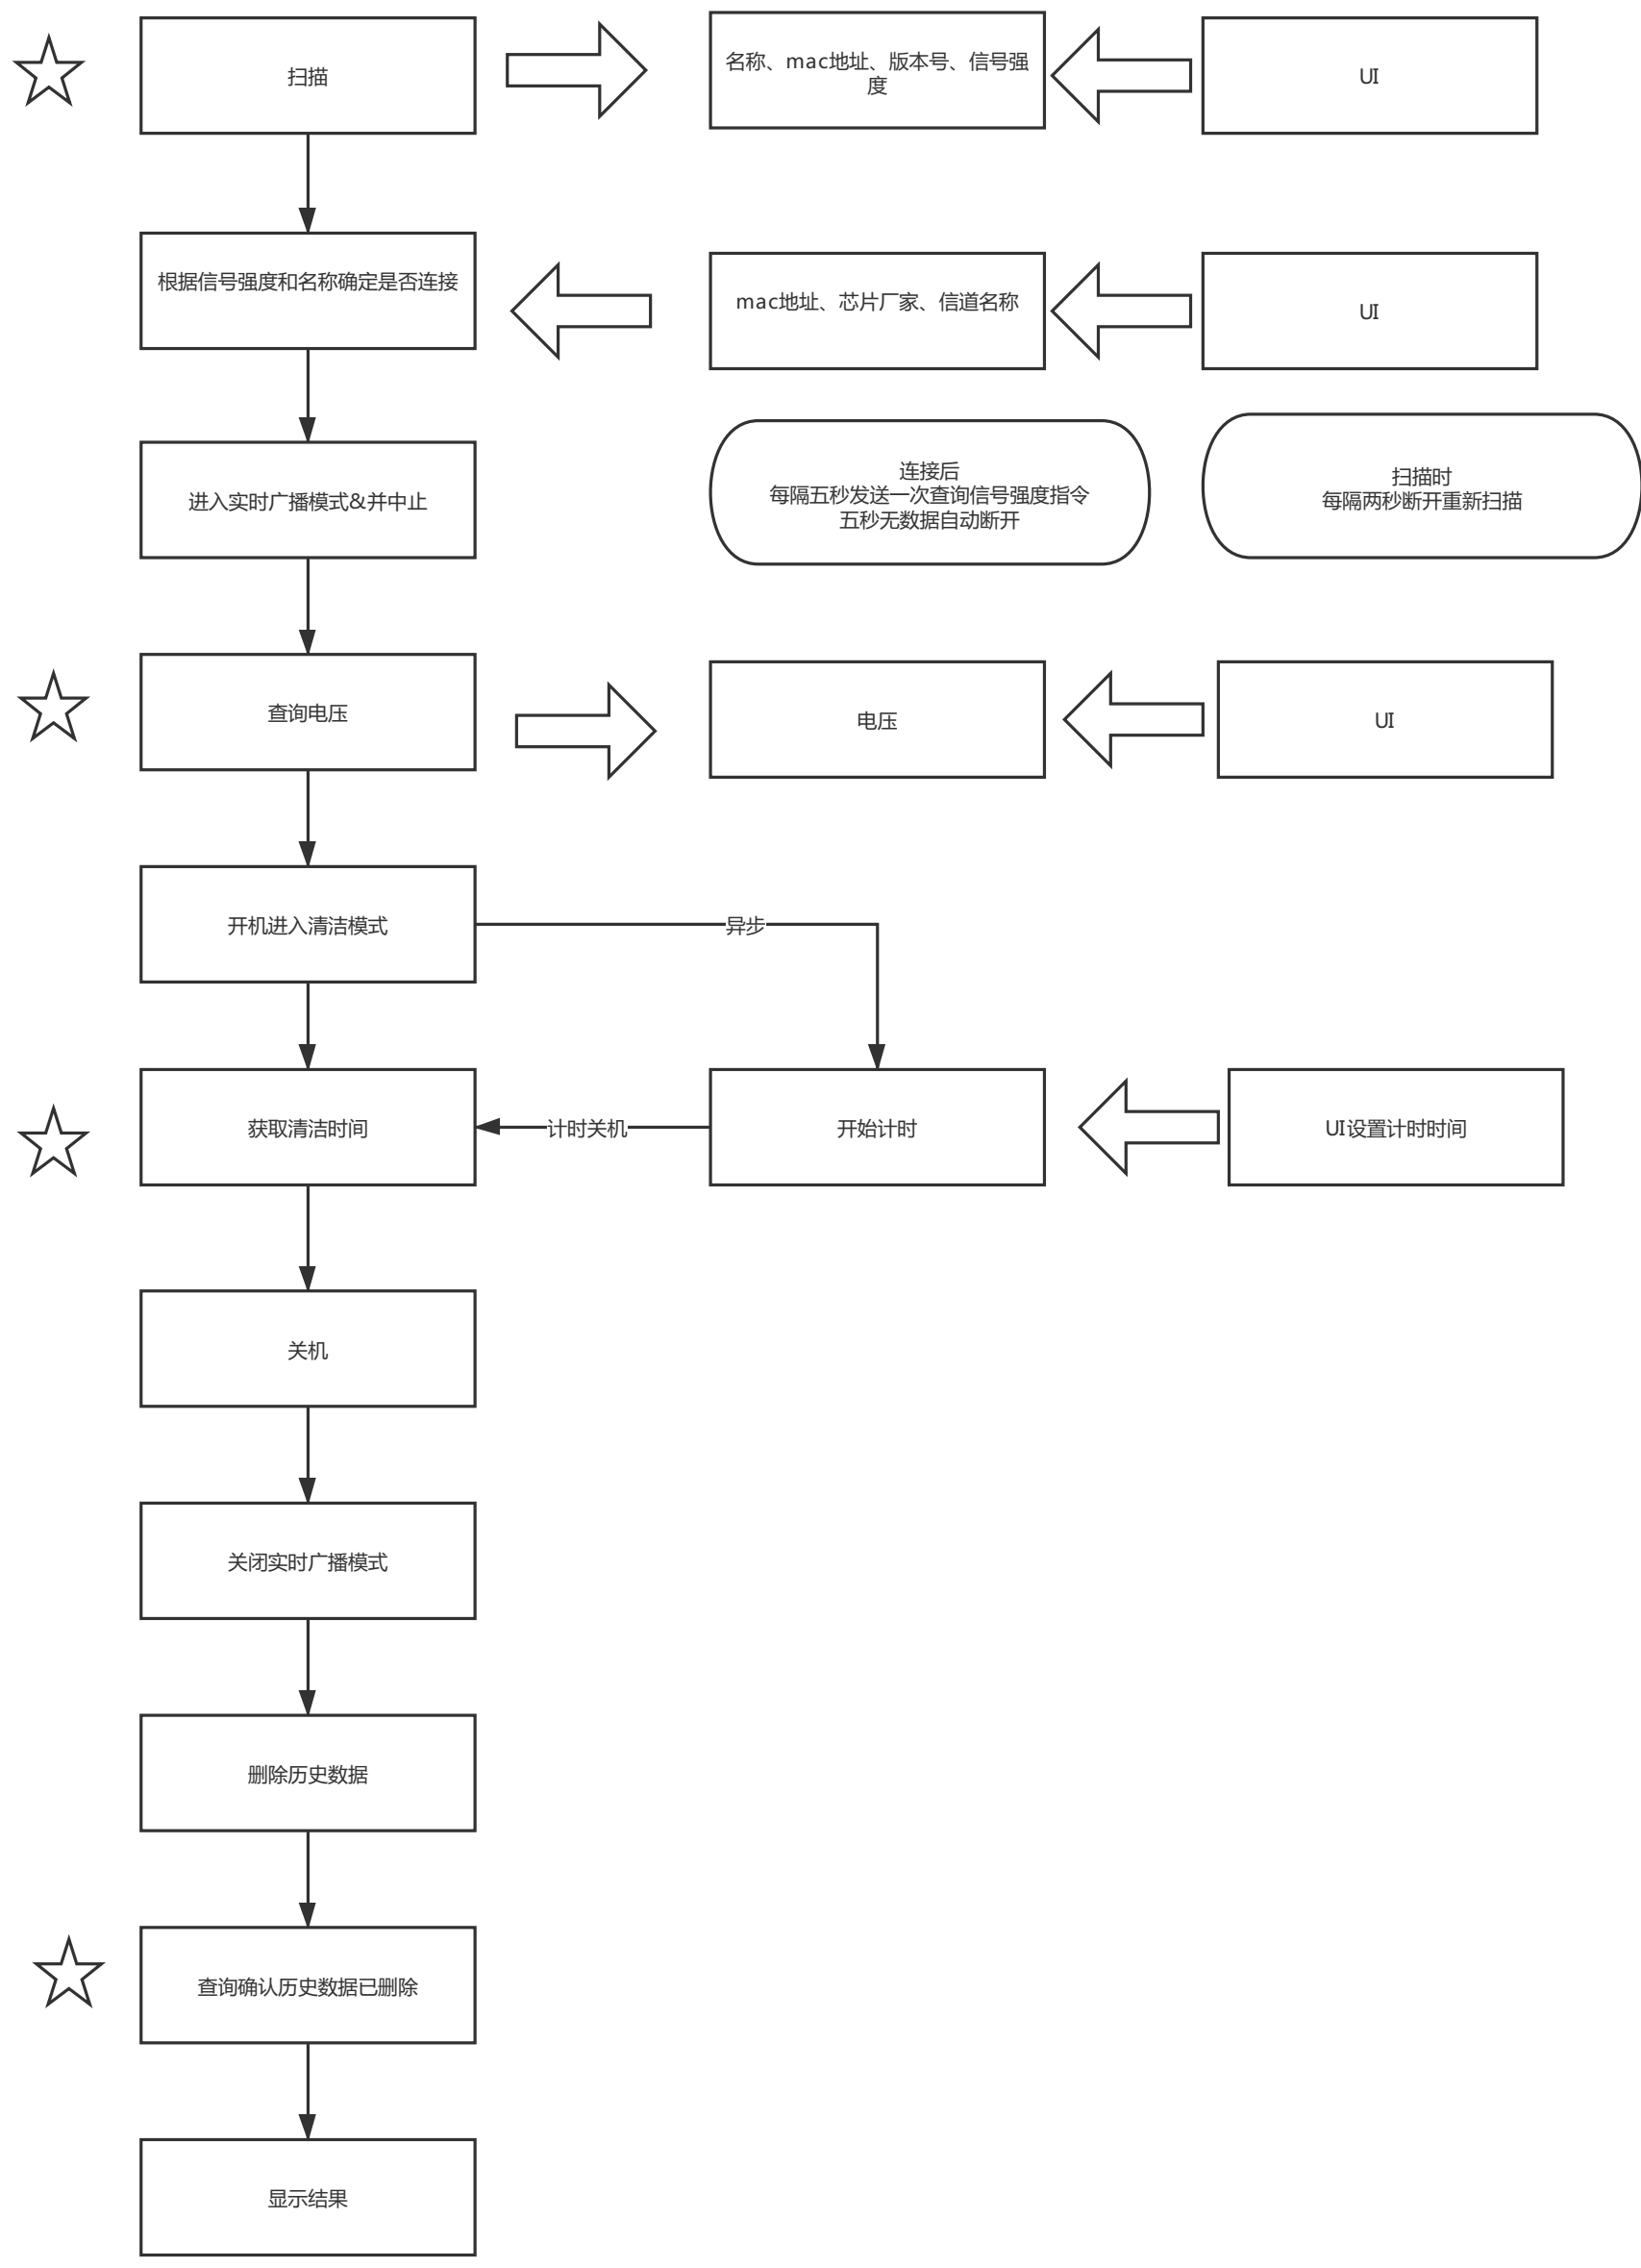 扫描
名称、mac地址、版本号、信号强
度
UI
根据信号强度和名称确定是否连接
mac地址、芯片厂家、信道名称
UI
进入实时广播模式&并中止
连接后
每隔五秒发送一次查询信号强度指令
五秒无数据自动断开
扫描时
每隔两秒断开重新扫描
查询电压
电压
UI
开机进入清洁模式
异步
获取清洁时间
计时关机
开始计时
UI设置计时时间
关机
关闭实时广播模式
删除历史数据
查询确认历史数据已删除
显示结果